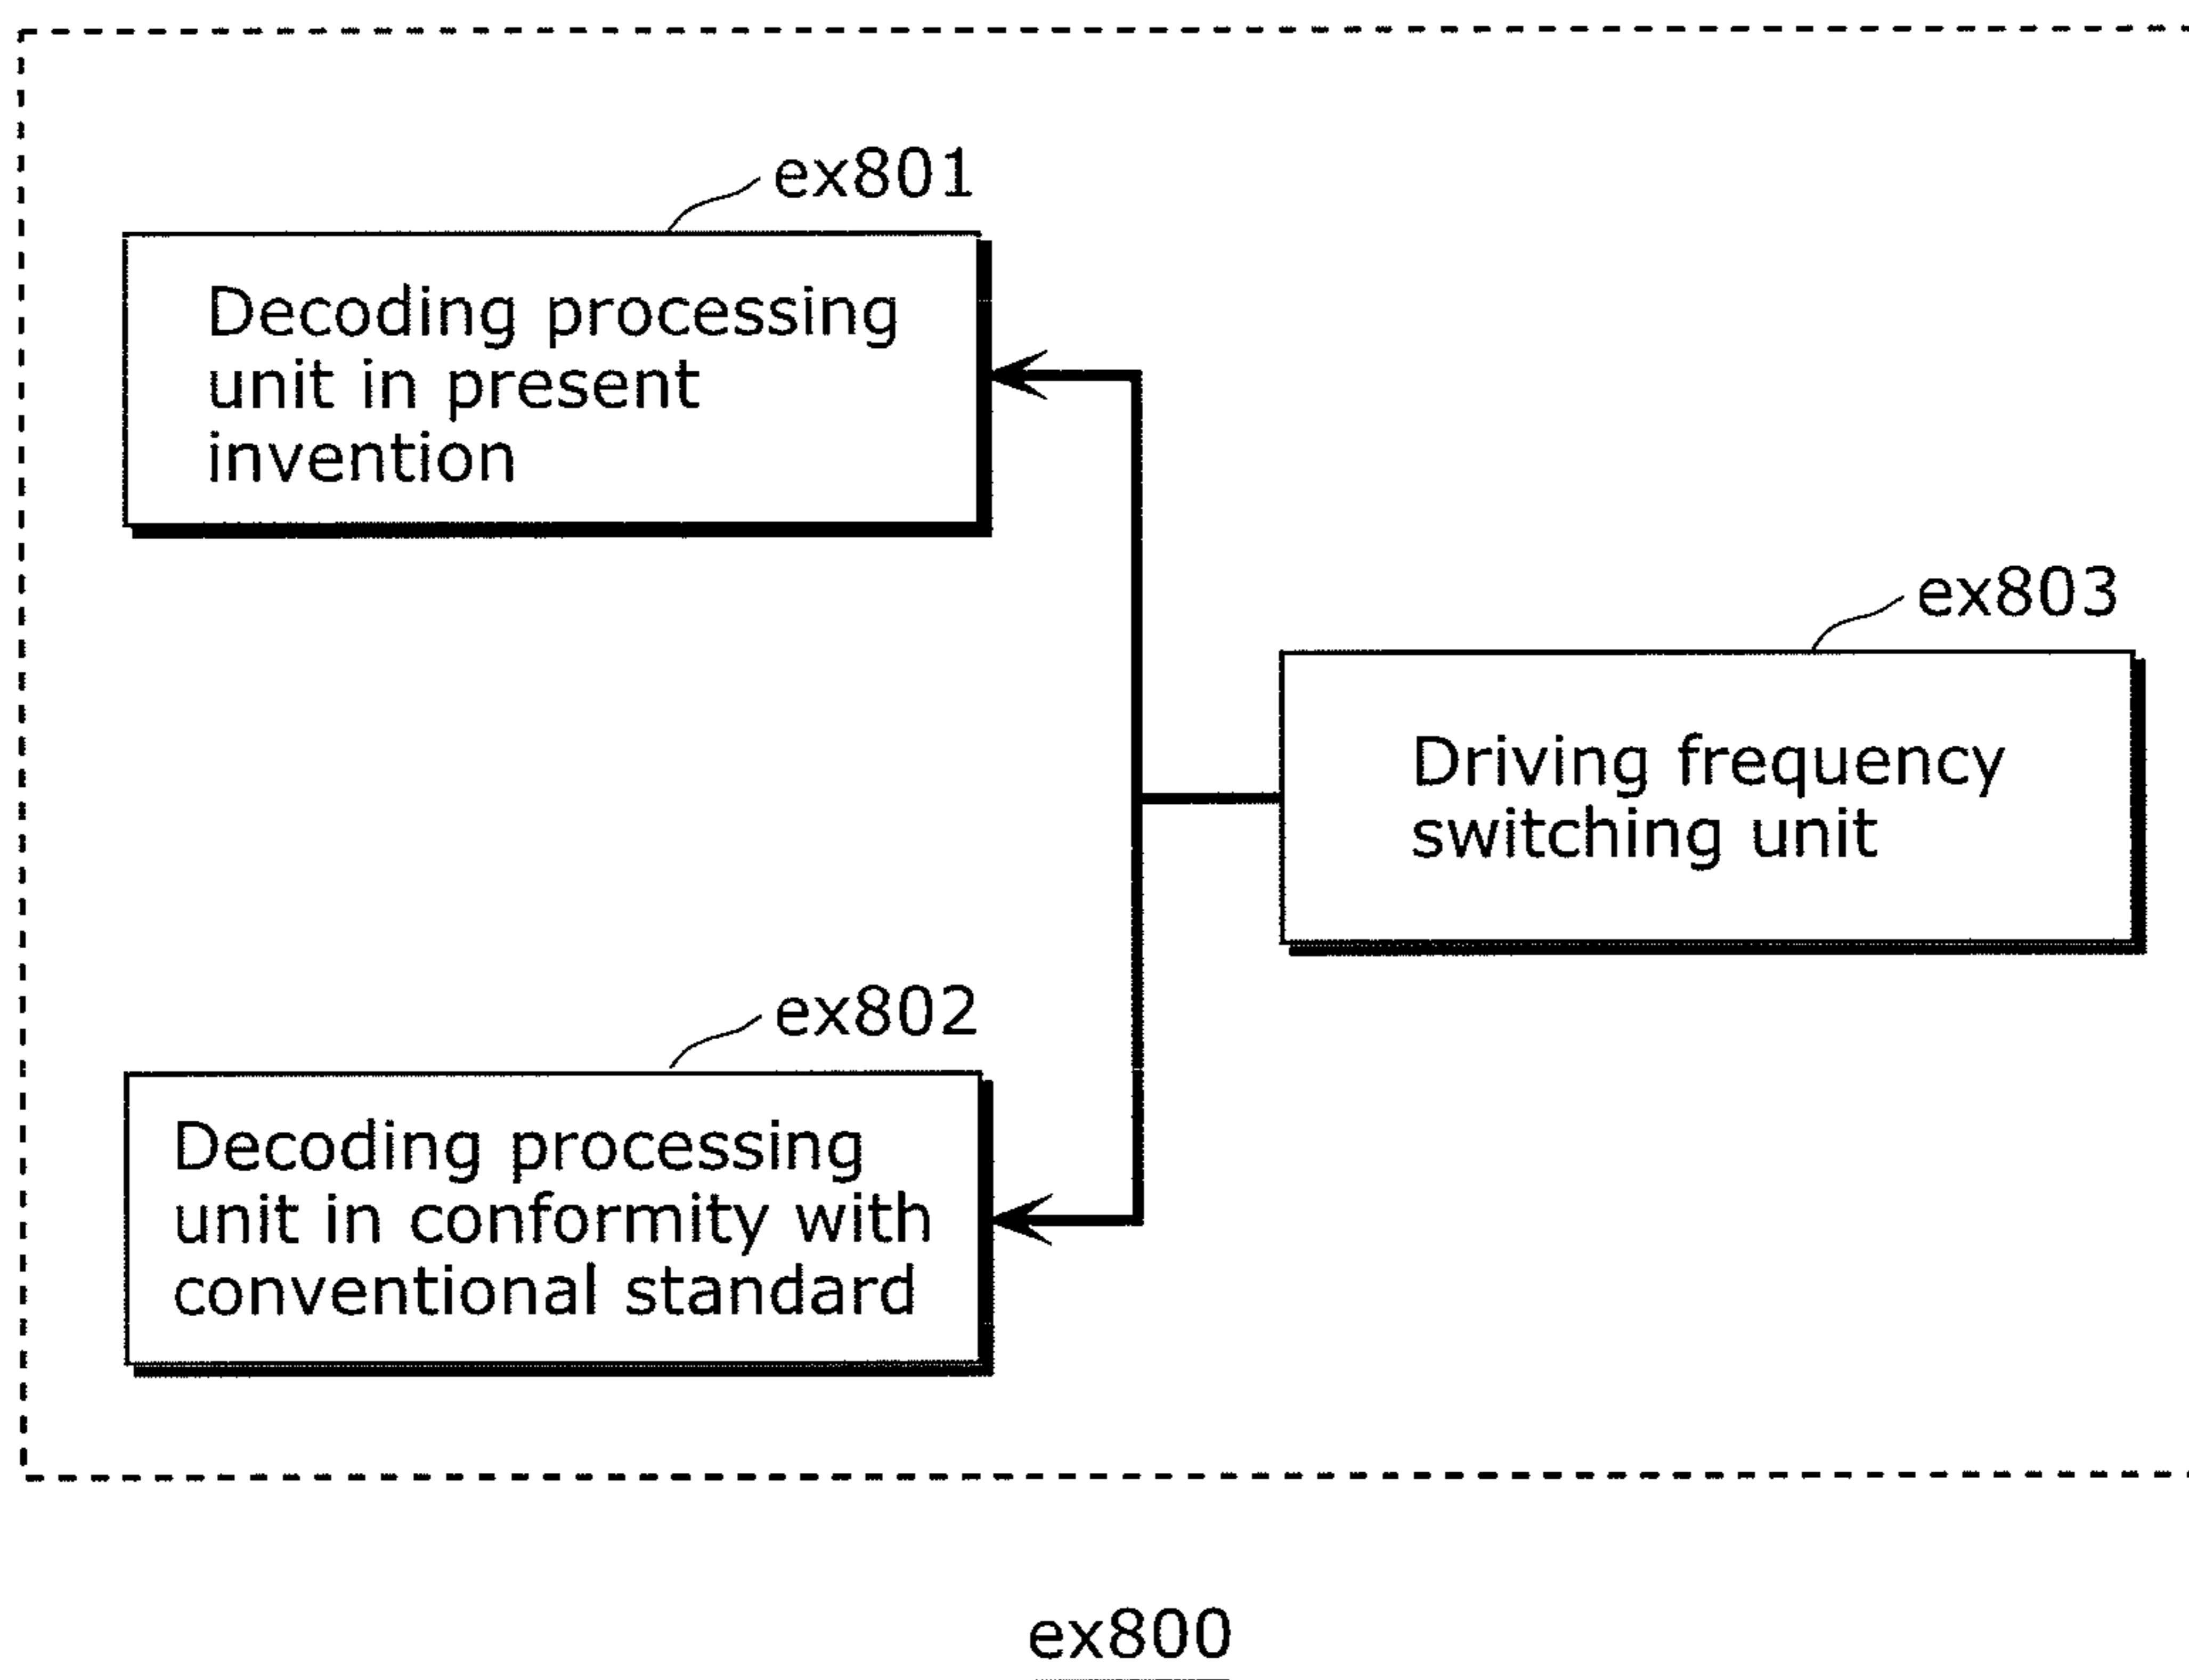 ex801
Decoding processing
unit in present
invention
ex803
Driving frequency
switching unit
ex802
Decoding processing
unit in conformity with
conventional standard
ex800